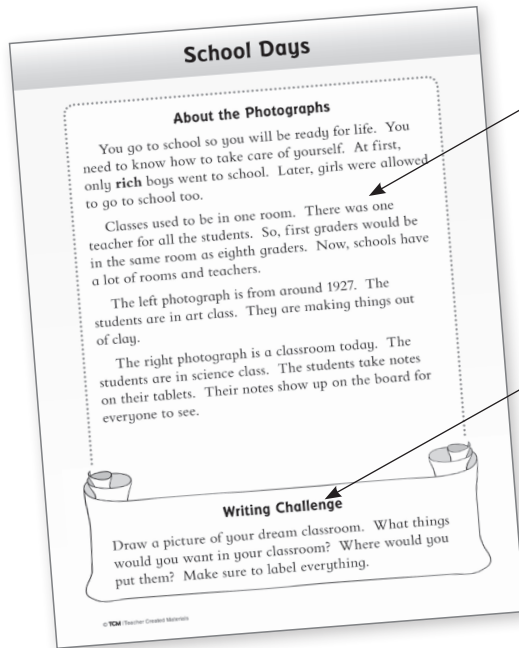 School Days
About the Photographs
You go to school so you will be ready for life. You
need to know how to take care of yourself. At first,
only rich boys went to school. Later, girls were allowed
to go to school too.
Classes used to be in one room. There was one
teacher for all the students. So, first graders would be
in the same room as eighth graders. Now, schools have
a lot of rooms and teachers.
The left photograph is from around 1927. The
students are in art class. They are making things out
of clay.
The right photograph is a classroom today. The
students are in science class. The students take notes
on their tablets. Their notes show up on the board for
everyone to see.
Writing Challenge
Draw a picture of your dream classroom. What things
would you want in your classroom? Where would you
put them? Make sure to label everything.
© TCM /Teacher Created Materials